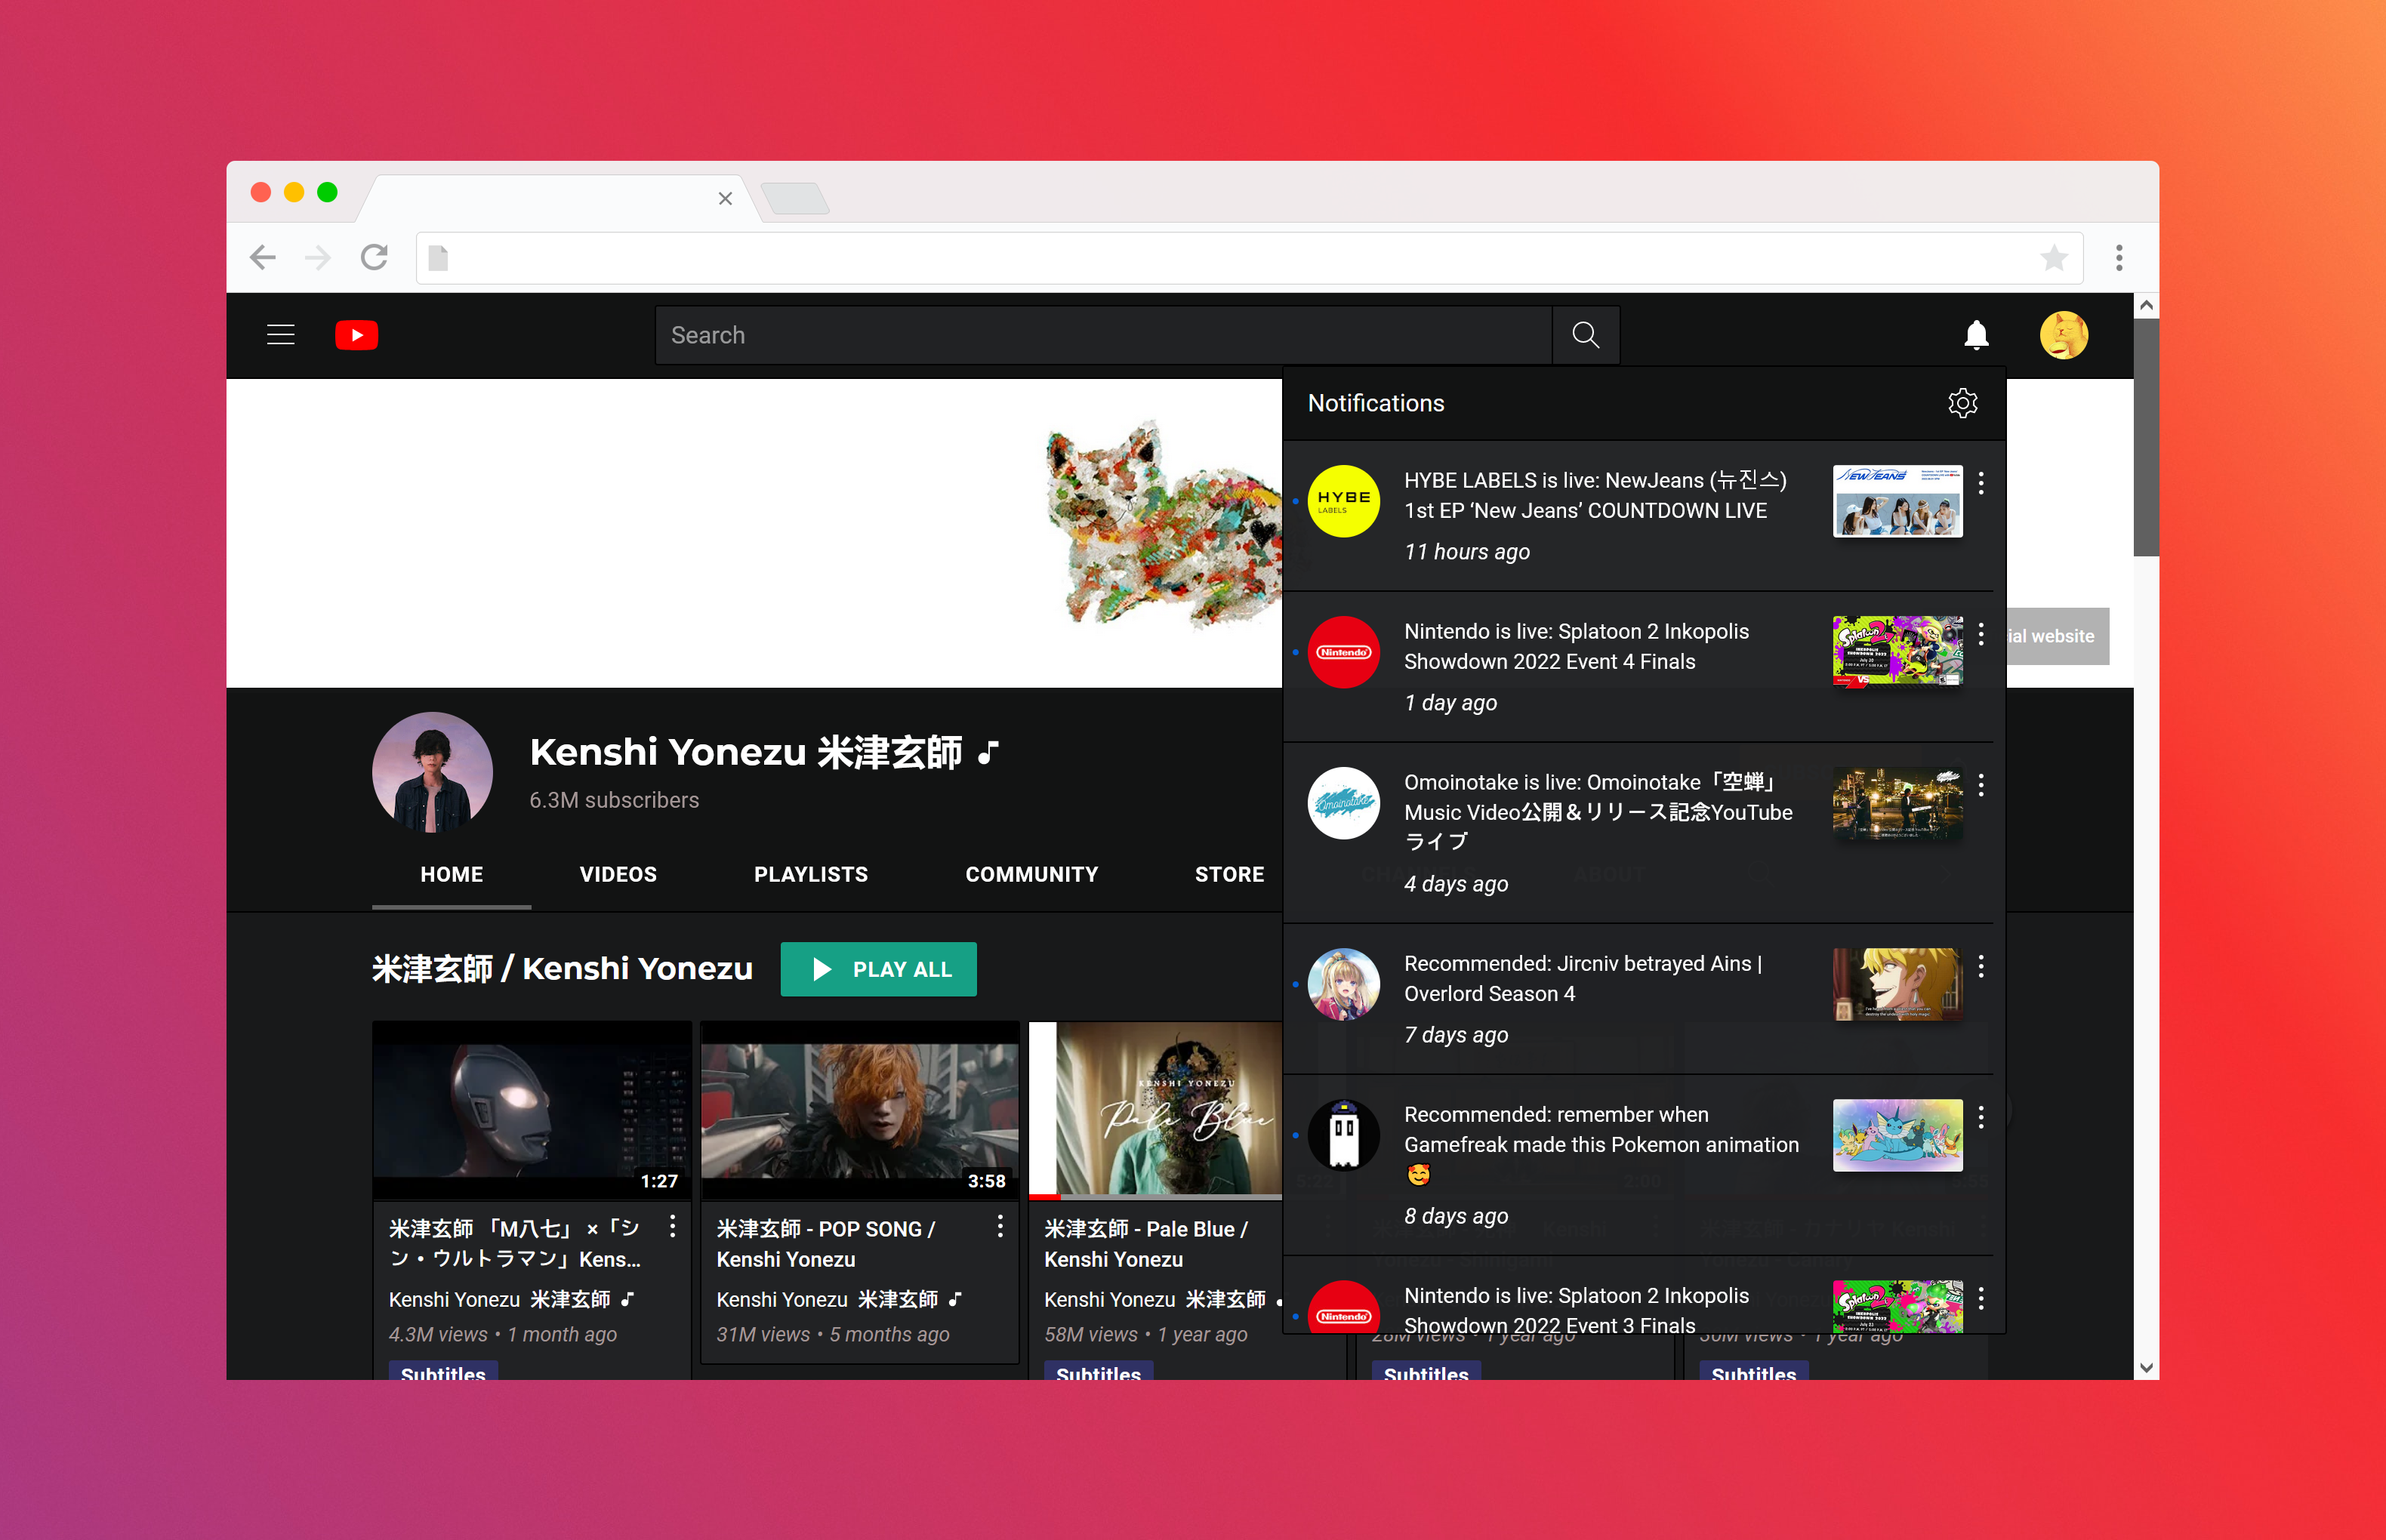 Search
Notifications
HYBE LABELS is live: NewJeans (뉴진스)
1st EP ‘New Jeans’ COUNTDOWN LIVE
11 hours ago
HYBE
LABELS
NEW JEANS
Nintendo is live: Splatoon 2 Inkopolis
Showdown 2022 Event 4 Finals
1 day ago
Nintendo
Splatoon 2
ial website
Omoinotake is live: Omoinotake「空蝉」
Music Video公開＆リリース記念YouTube
ライブ
4 days ago
Omoinotake
Recommended: Jircniv betrayed Ains |
Overlord Season 4
7 days ago
Recommended: remember when
Gamefreak made this Pokemon animation
🥰
8 days ago
Nintendo is live: Splatoon 2 Inkopolis
Showdown 2022 Event 3 Finals
Nintendo
Splatoon 2
Kenshi Yonezu 米津玄師 ♪
6.3M subscribers
HOME
VIDEOS
PLAYLISTS
COMMUNITY
STORE
CHANNELS
ABOUT
米津玄師 / Kenshi Yonezu
PLAY ALL
1:27
米津玄師 「M八七」 ×「シ
ン・ウルトラマン」Kens...
Kenshi Yonezu 米津玄師 ♪
4.3M views • 1 month ago
Subtitles
3:58
米津玄師 - POP SONG /
Kenshi Yonezu
Kenshi Yonezu 米津玄師 ♪
31M views • 5 months ago
KENSHI YONEZU
Pale Blue
米津玄師 - Pale Blue /
Kenshi Yonezu
Kenshi Yonezu 米津玄師
58M views • 1 year ago
Subtitles
28M views • 1 year ago
Subtitles
30M views • 1 year ago
Subtitles